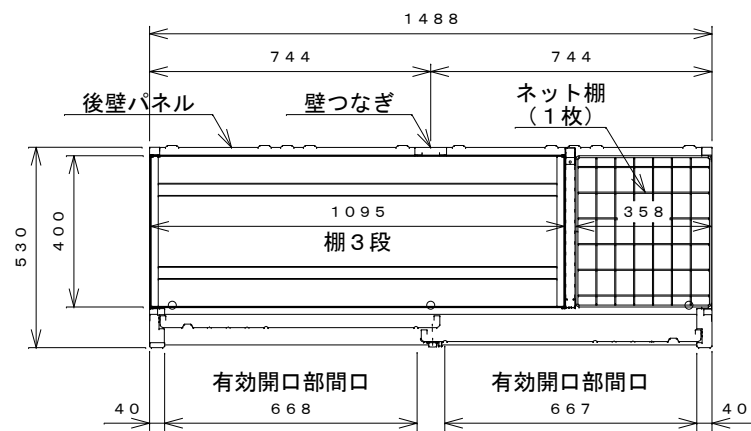 1488
744 744
後壁パネル 壁つなぎ ネット棚
(1枚)
530
400
1095 358
棚3段
有効開口部間口 有効開口部間口
40 668 667 40